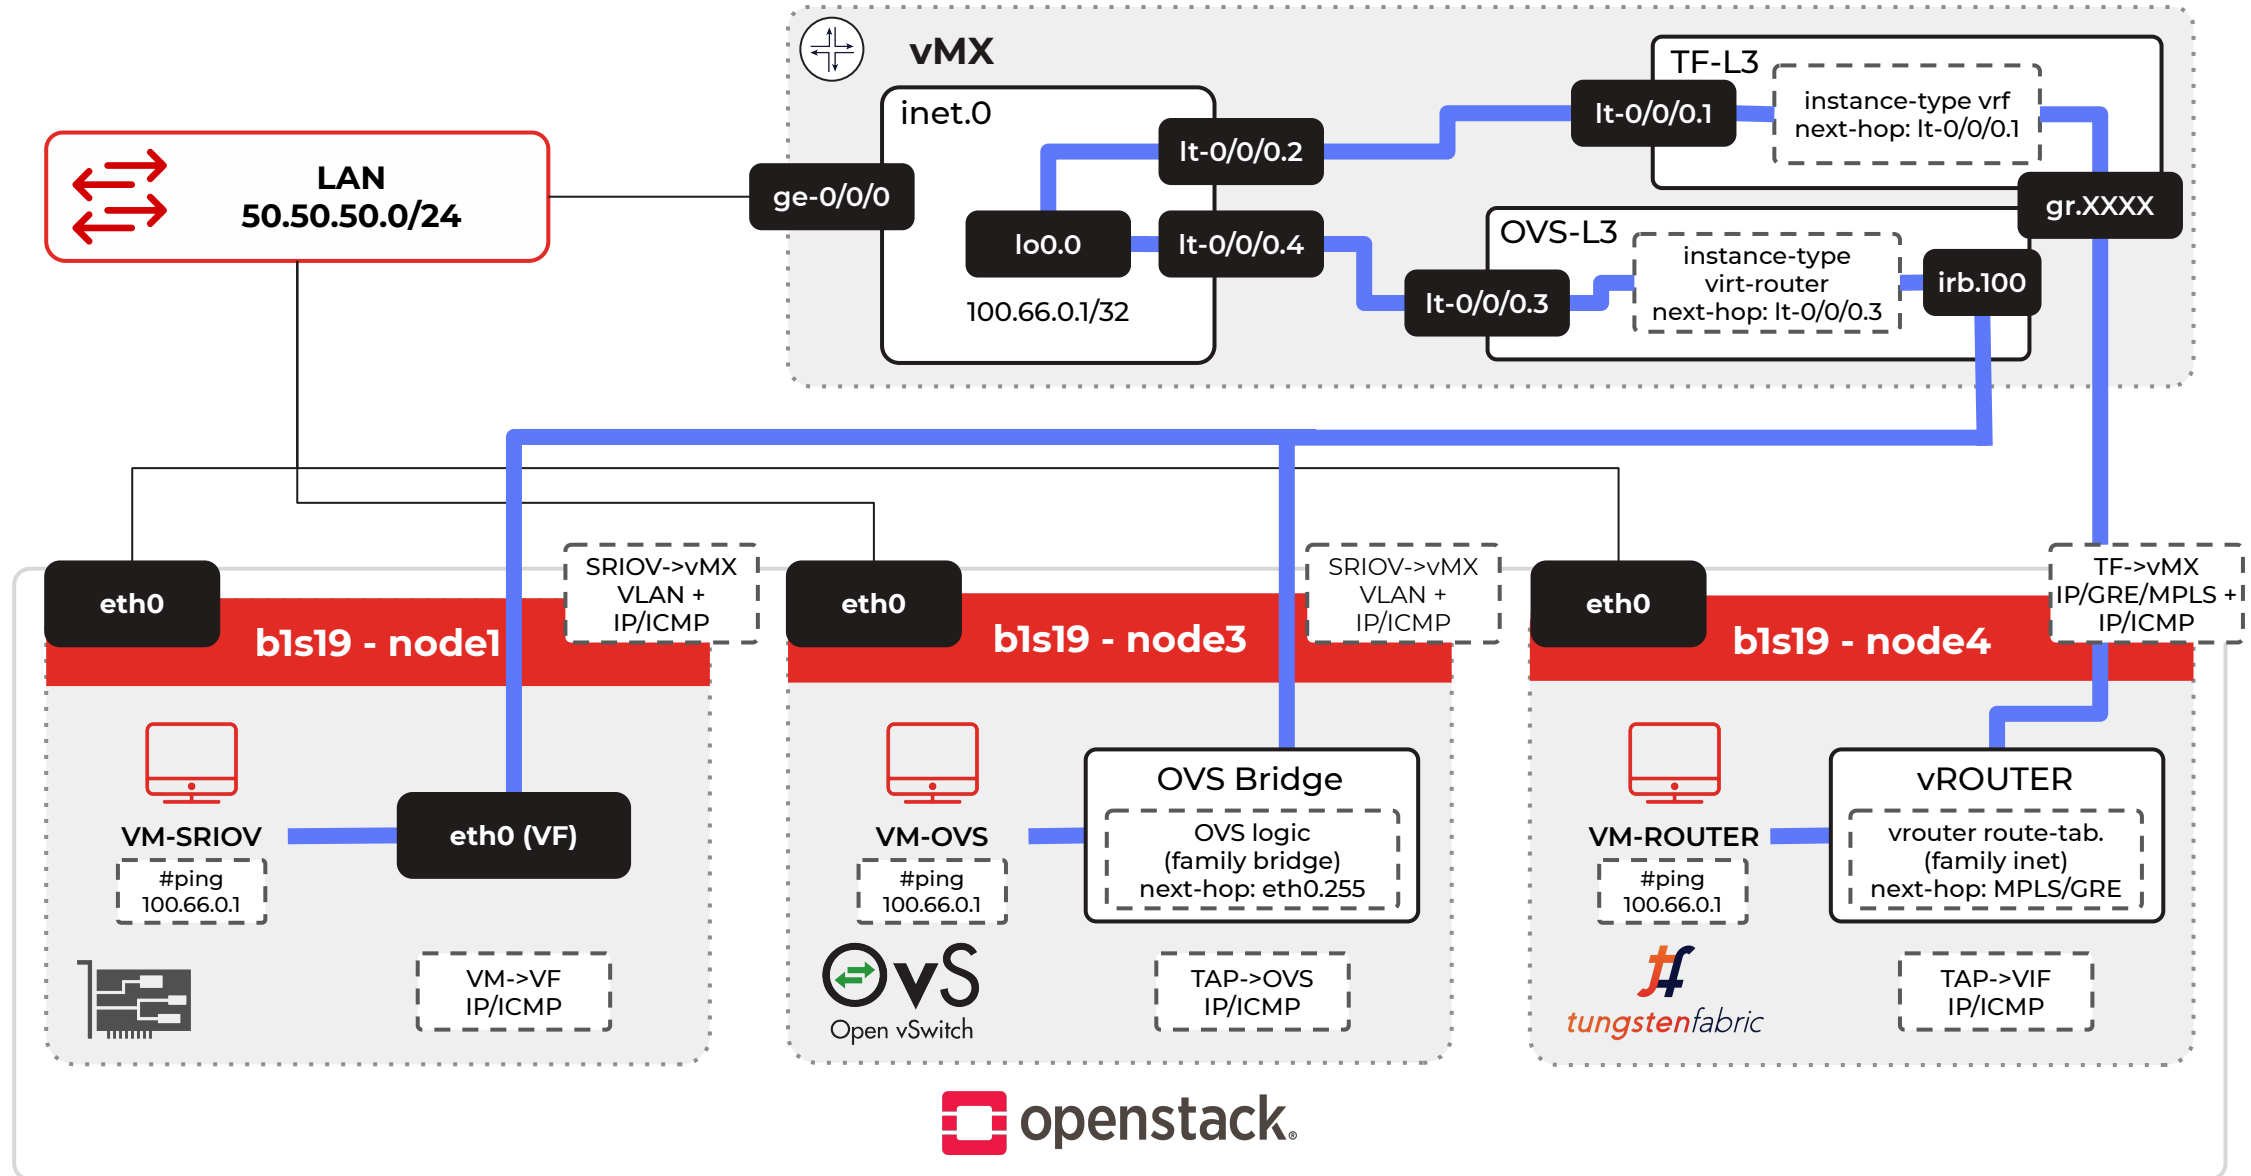 vMX
inet.0
ge-0/0/0
lo0.0
100.66.0.1/32
lt-0/0/0.2
lt-0/0/0.4
TF-L3
lt-0/0/0.1
instance-type vrf
next-hop: lt-0/0/0.1
gr.XXXX
OVS-L3
lt-0/0/0.3
instance-type
virt-router
next-hop: lt-0/0/0.3
irb.100
LAN
50.50.50.0/24
eth0
b1s19 - node1
SRIOV->vMX
VLAN +
IP/ICMP
VM-SRIOV
#ping
100.66.0.1
eth0 (VF)
VM->VF
IP/ICMP
eth0
b1s19 - node3
SRIOV->vMX
VLAN +
IP/ICMP
VM-OVS
#ping
100.66.0.1
OVS Bridge
OVS logic
(family bridge)
next-hop: eth0.255
OvS
Open vSwitch
TAP->OVS
IP/ICMP
eth0
b1s19 - node4
TF->vMX
IP/GRE/MPLS +
IP/ICMP
VM-ROUTER
#ping
100.66.0.1
vROUTER
vrouter route-tab.
(family inet)
next-hop: MPLS/GRE
tf
tungstenfabric
TAP->VIF
IP/ICMP
openstack®